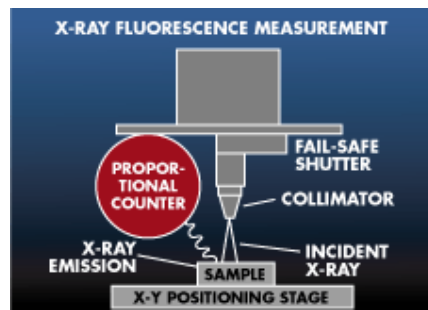 X-RAY FLUORESCENCE MEASUREMENT
FAIL-SAFE
SHUTTER
PROPOR-
TIONAL
COUNTER
COLLIMATOR
X-RAY
EMISSION
INCIDENT
X-RAY
SAMPLE
X-Y POSITIONING STAGE